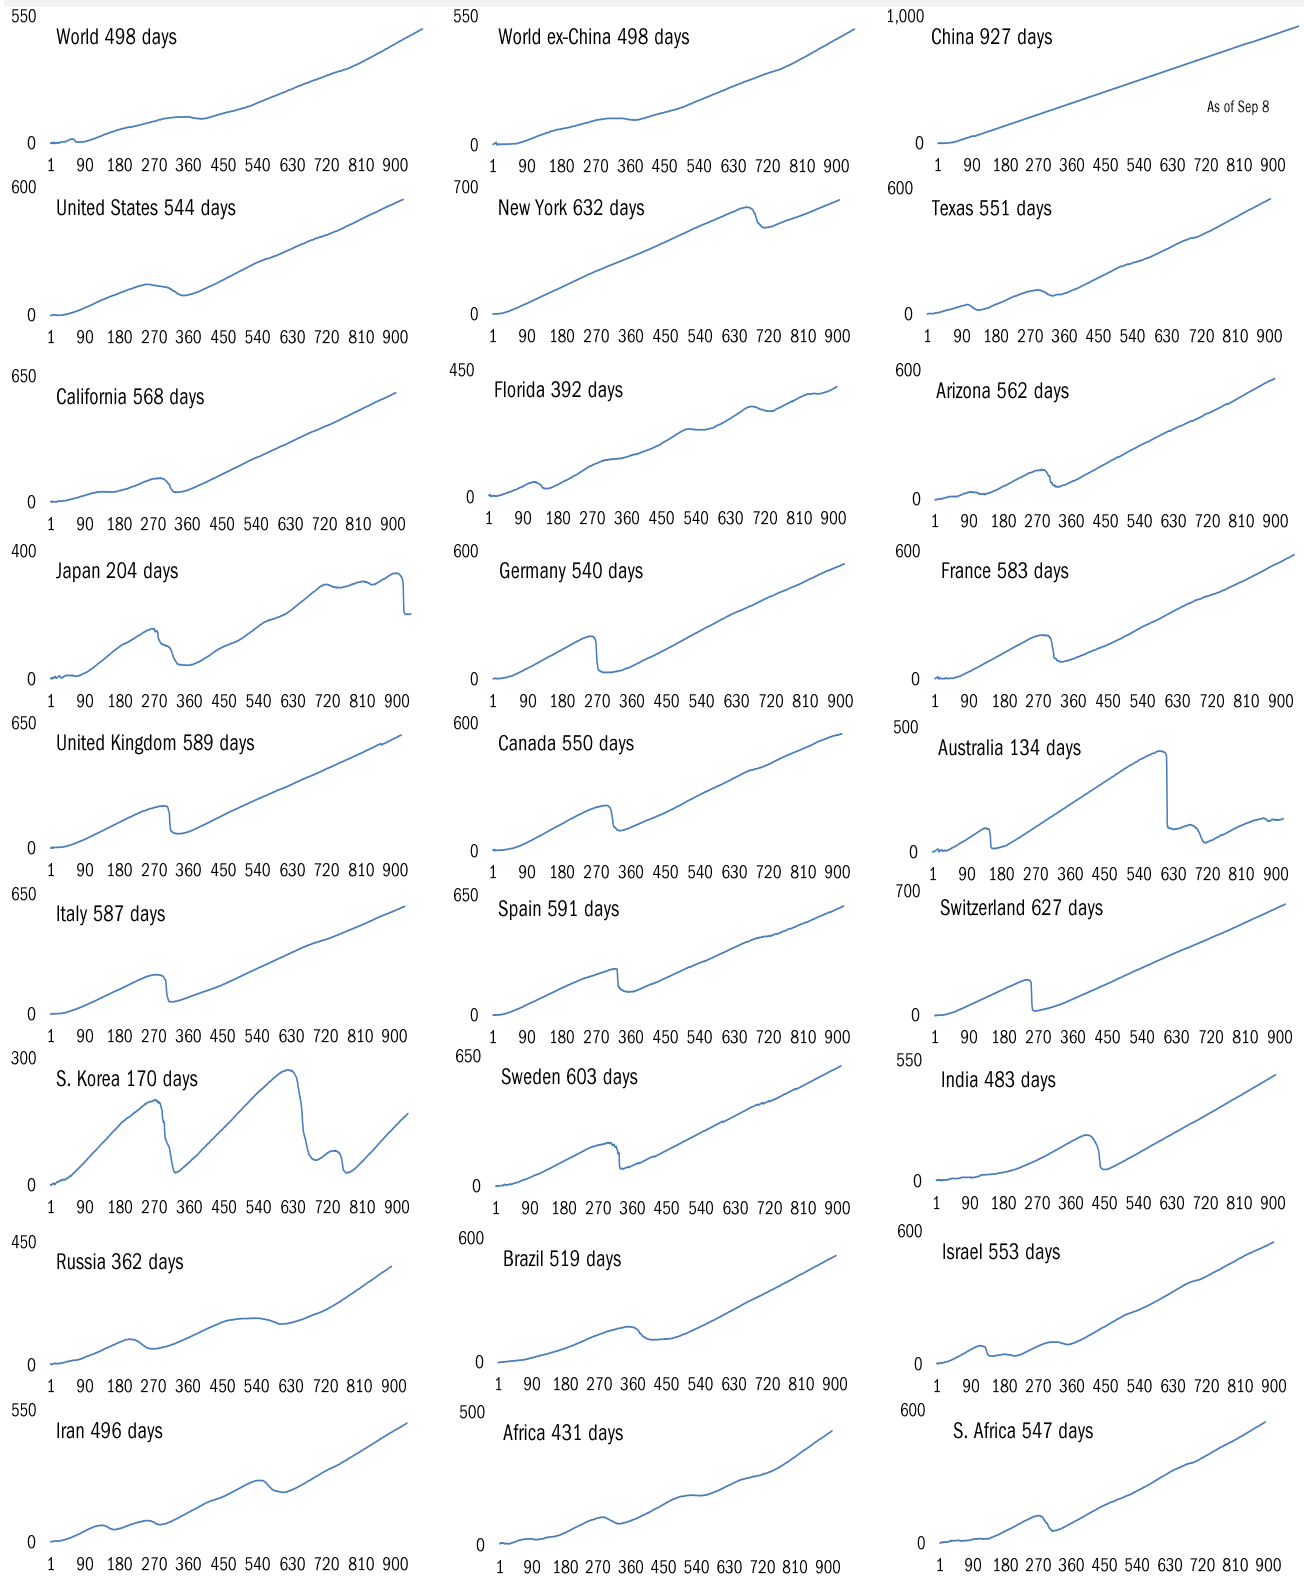 550
World 498 days
0
1 90 180 270 360 450 540 630 720 810 900
550
World ex-China 498 days
0
1 90 180 270 360 450 540 630 720 810 900
1,000
China 927 days
As of Sep 8
0
1 90 180 270 360 450 540 630 720 810 900
600
United States 544 days
0
1 90 180 270 360 450 540 630 720 810 900
700
New York 632 days
0
1 90 180 270 360 450 540 630 720 810 900
600
Texas 551 days
0
1 90 180 270 360 450 540 630 720 810 900
650
California 568 days
0
1 90 180 270 360 450 540 630 720 810 900
450
Florida 392 days
0
1 90 180 270 360 450 540 630 720 810 900
600
Arizona 562 days
0
1 90 180 270 360 450 540 630 720 810 900
400
Japan 204 days
0
1 90 180 270 360 450 540 630 720 810 900
600
Germany 540 days
0
1 90 180 270 360 450 540 630 720 810 900
600
France 583 days
0
1 90 180 270 360 450 540 630 720 810 900
650
United Kingdom 589 days
0
1 90 180 270 360 450 540 630 720 810 900
600
Canada 550 days
0
1 90 180 270 360 450 540 630 720 810 900
500
Australia 134 days
0
1 90 180 270 360 450 540 630 720 810 900
650
Italy 587 days
0
1 90 180 270 360 450 540 630 720 810 900
650
Spain 591 days
0
1 90 180 270 360 450 540 630 720 810 900
700
Switzerland 627 days
0
1 90 180 270 360 450 540 630 720 810 900
300
S. Korea 170 days
0
1 90 180 270 360 450 540 630 720 810 900
650
Sweden 603 days
0
1 90 180 270 360 450 540 630 720 810 900
550
India 483 days
0
1 90 180 270 360 450 540 630 720 810 900
450
Russia 362 days
0
1 90 180 270 360 450 540 630 720 810 900
600
Brazil 519 days
0
1 90 180 270 360 450 540 630 720 810 900
600
Israel 553 days
0
1 90 180 270 360 450 540 630 720 810 900
550
Iran 496 days
0
1 90 180 270 360 450 540 630 720 810 900
500
Africa 431 days
0
1 90 180 270 360 450 540 630 720 810 900
600
S. Africa 547 days
0
1 90 180 270 360 450 540 630 720 810 900